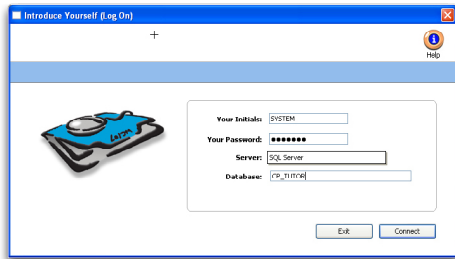 Introduce Yourself (Log On)
Help
Your Initials: SYSTEM
Your Password: ●●●●●●●
Server: SQL Server
Database: CP_TUTOR
Exit Connect